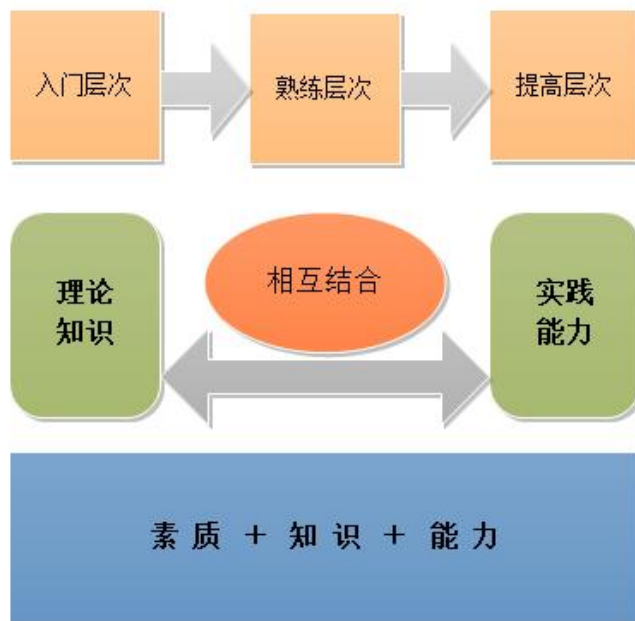 入门层次
熟练层次
提高层次
理论
知识
相互结合
实践
能力
素质 + 知识 + 能力